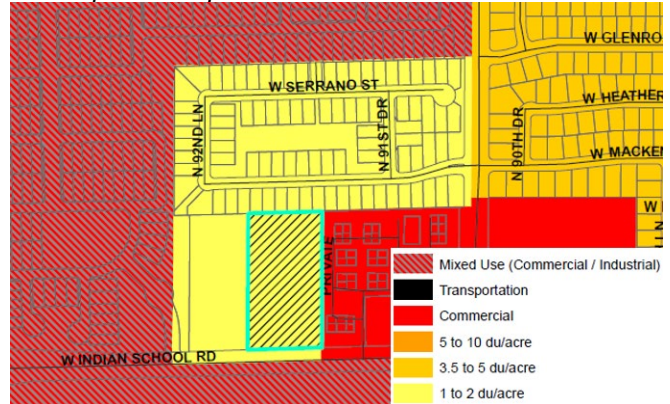 W GLENRO
W SERRANO ST
W HEATHER
N 92ND LN
N 91ST DR
N 90TH DR
W MACKEN
PRIVATE
W INDIAN SCHOOL RD
Mixed Use (Commercial / Industrial)
Transportation
Commercial
5 to 10 du/acre
3.5 to 5 du/acre
1 to 2 du/acre